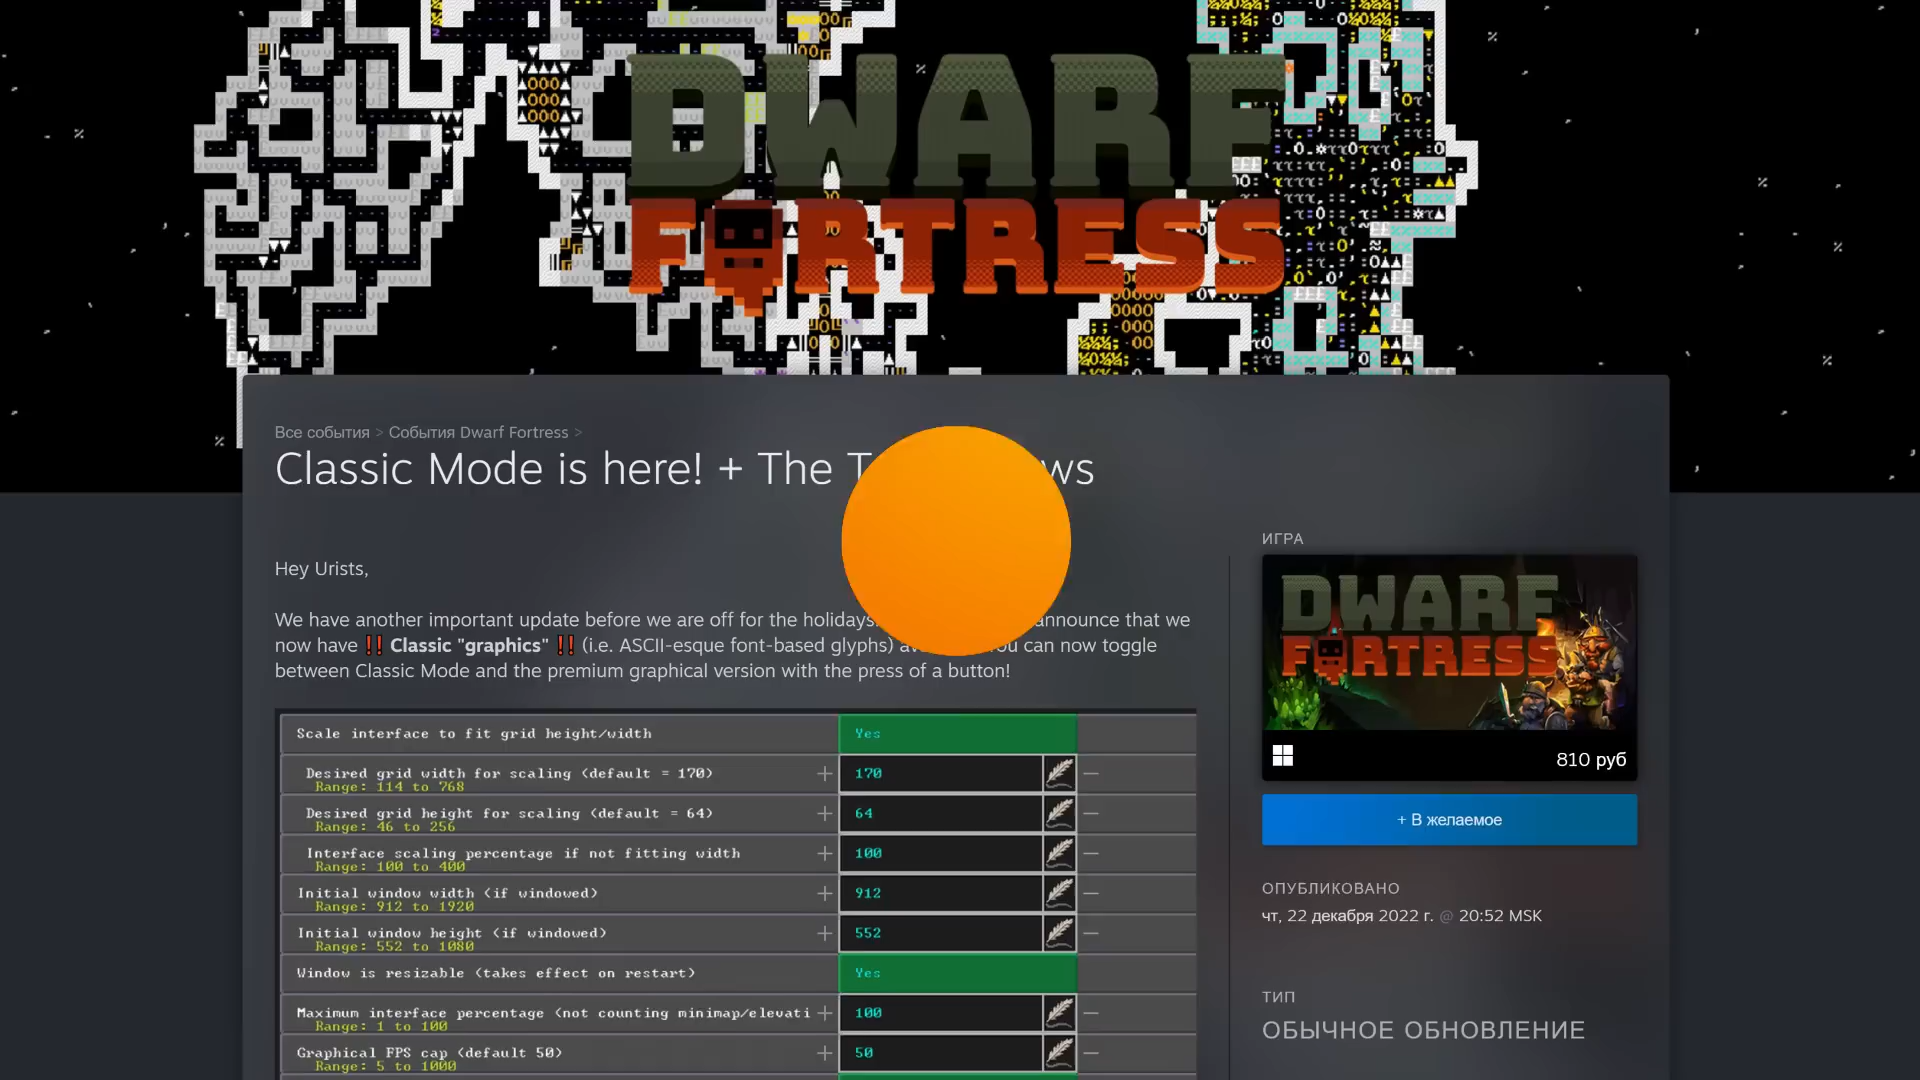 DWARF
FORTRESS
Все события > События Dwarf Fortress >
Classic Mode is here! + The
Hey Urists,
We have another important update before we are off for the holidays. announce that we
now have ‼ Classic "graphics" ‼ (i.e. ASCII-esque font-based glyphs) can now toggle
between Classic Mode and the premium graphical version with the press of a button!
Scale interface to fit grid height/width Yes
Desired grid width for scaling (default = 170) + 170 —
Range: 114 to 768
Desired grid height for scaling (default = 64) + 64 —
Range: 46 to 256
Interface scaling percentage if not fitting width + 100 —
Range: 100 to 400
Initial window width (if windowed) + 912 —
Range: 912 to 1920
Initial window height (if windowed) + 552 —
Range: 552 to 1080
Window is resizable (takes effect on restart) Yes
Maximum interface percentage (not counting minimap/elevati + 100 —
Range: 1 to 100
Graphical FPS cap (default 50) + 50 —
Range: 5 to 1000
ИГРА
DWARF
FORTRESS
810 руб
+ В желаемое
ОПУБЛИКОВАНО
чт, 22 декабря 2022 г. @ 20:52 MSK
ТИП
ОБЫЧНОЕ ОБНОВЛЕНИЕ